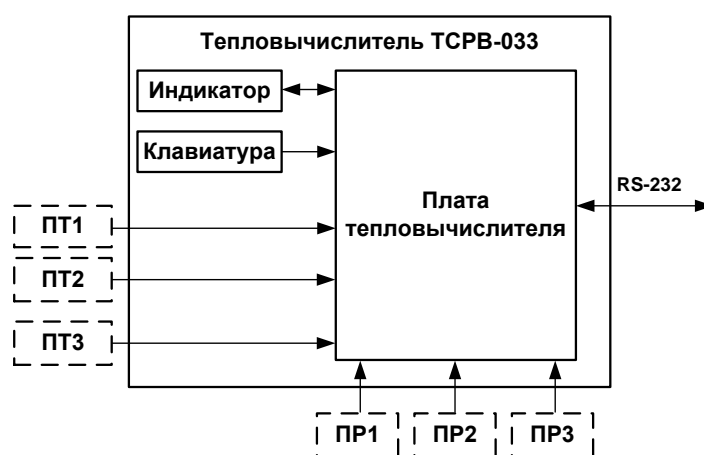 Тепловычислитель ТСРВ-033
Индикатор
Клавиатура
Плата
тепловычислителя
RS-232
ПТ1
ПТ2
ПТ3
ПР1
ПР2
ПР3